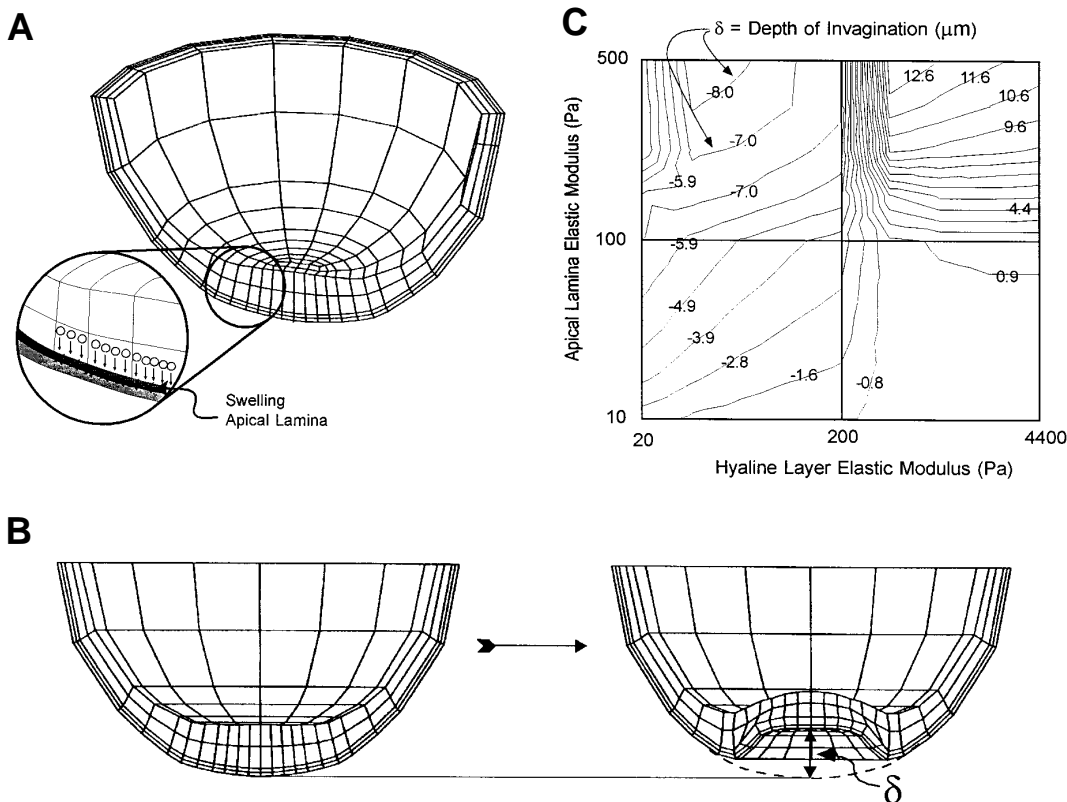 A
Swelling
Apical Lamina
C
δ = Depth of Invagination (μm)
Apical Lamina Elastic Modulus (Pa)
500
100
10
-8.0
-7.0
-5.9
-7.0
-5.9
-4.9
-3.9
-2.8
-1.6
-0.8
12.6
11.6
10.6
9.6
4.4
0.9
20
200
4400
Hyaline Layer Elastic Modulus (Pa)
B
δ